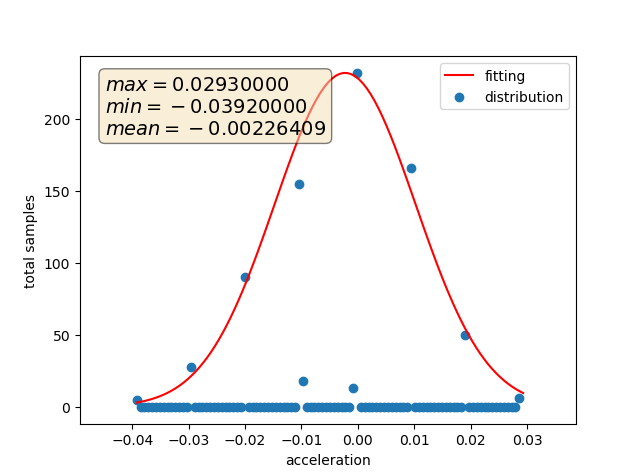 max = 0.02930000
min = −0.03920000
mean = −0.00226409
fitting
distribution
total samples
200
150
100
50
0
−0.04 −0.03 −0.02 −0.01 0.00 0.01 0.02 0.03
acceleration